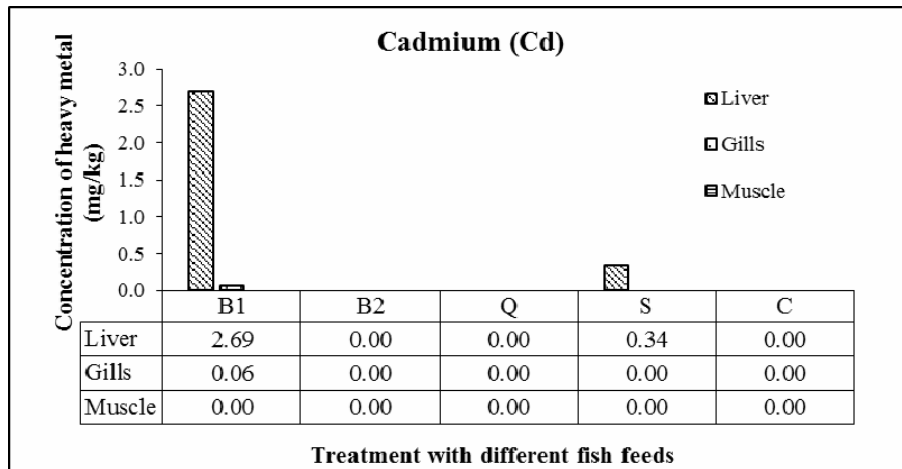 Cadmium (Cd)
Concentration of heavy metal
(mg/kg)
3.0
2.5
2.0
1.5
1.0
0.5
0.0
Liver
Gills
Muscle
B1 B2 Q S C
Liver 2.69 0.00 0.00 0.34 0.00
Gills 0.06 0.00 0.00 0.00 0.00
Muscle 0.00 0.00 0.00 0.00 0.00
Treatment with different fish feeds